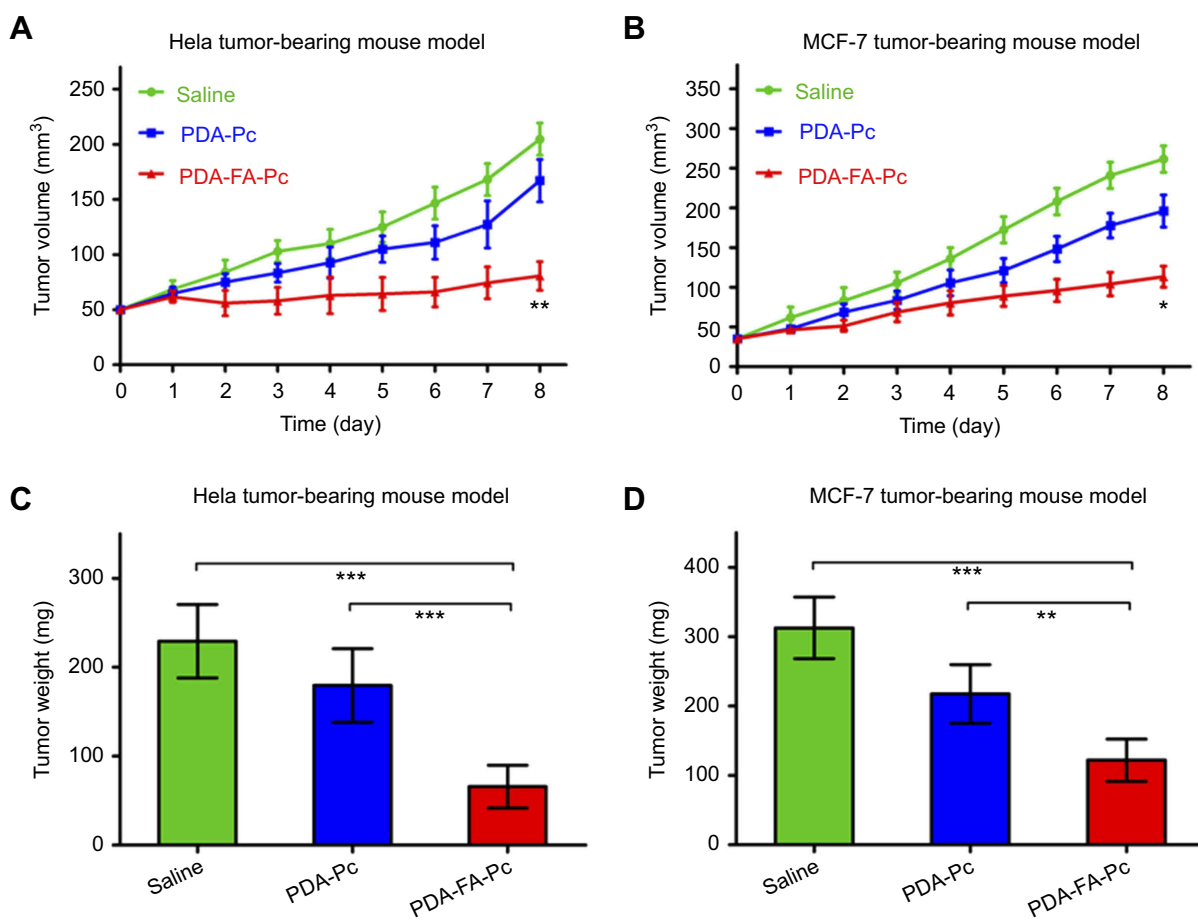 A
Hela tumor-bearing mouse model
Tumor volume (mm³)
250
200
150
100
50
0
Saline
PDA-Pc
PDA-FA-Pc
**
0 1 2 3 4 5 6 7 8
Time (day)
B
MCF-7 tumor-bearing mouse model
Tumor volume (mm³)
350
300
250
200
150
100
50
0
Saline
PDA-Pc
PDA-FA-Pc
*
0 1 2 3 4 5 6 7 8
Time (day)
C
Hela tumor-bearing mouse model
Tumor weight (mg)
300
200
100
0
***
***
Saline
PDA-Pc
PDA-FA-Pc
D
MCF-7 tumor-bearing mouse model
Tumor weight (mg)
400
300
200
100
0
***
**
Saline
PDA-Pc
PDA-FA-Pc